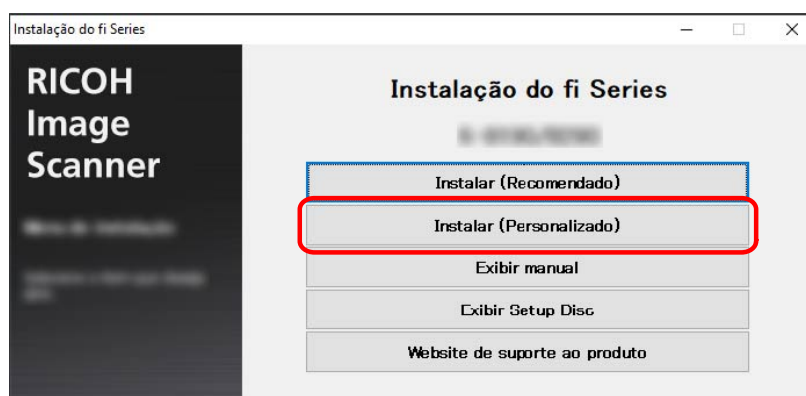 Instalação do fi Series
RICOH
Image
Scanner
Instalação do fi Series
Instalar (Recomendado)
Instalar (Personalizado)
Exibir manual
Exibir Setup Disc
Website de suporte ao produto